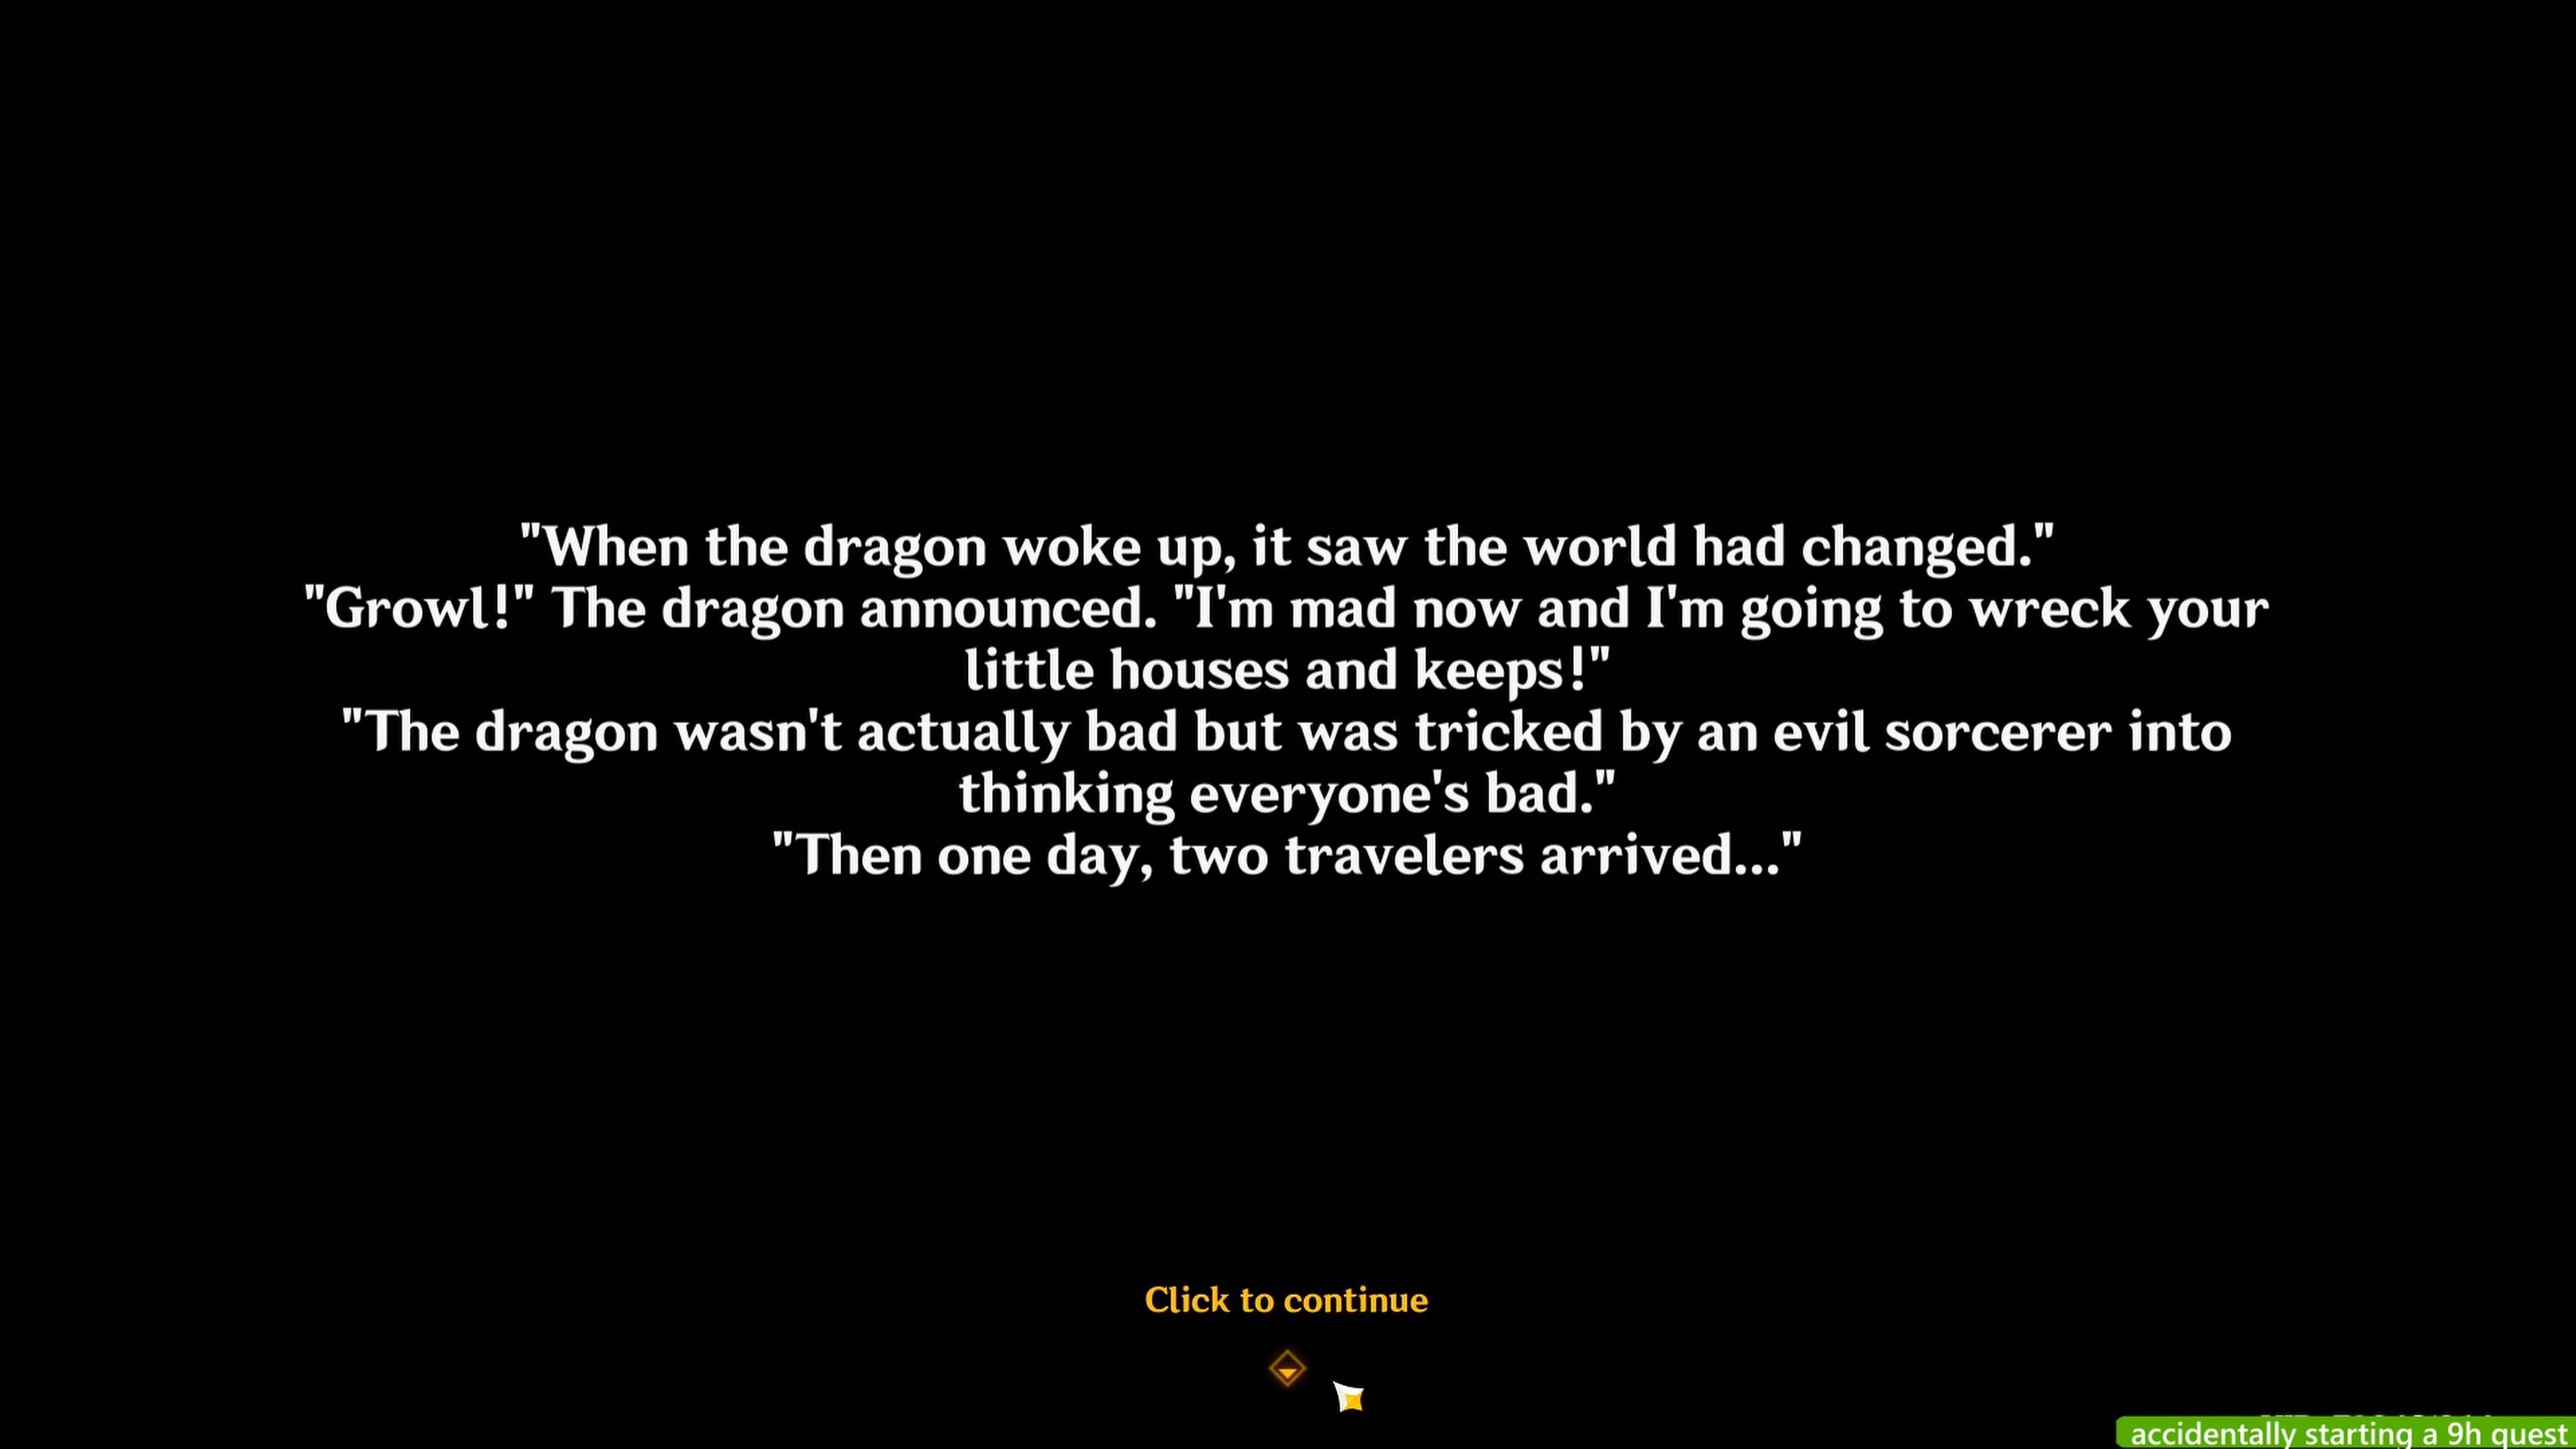 "When the dragon woke up, it saw the world had changed."
"Growl!" The dragon announced. "I'm mad now and I'm going to wreck your
little houses and keeps!"
"The dragon wasn't actually bad but was tricked by an evil sorcerer into
thinking everyone's bad."
"Then one day, two travelers arrived..."
Click to continue
accidentally starting a 9h quest